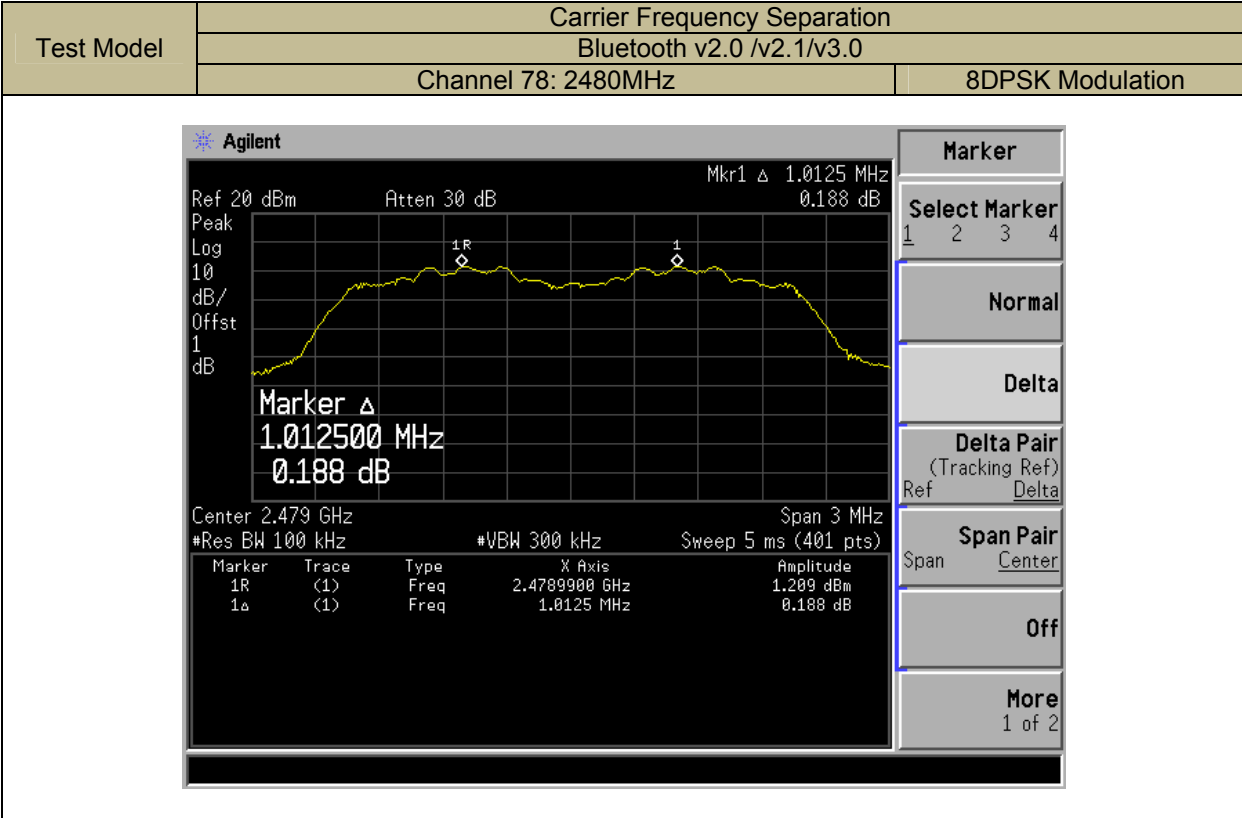 Test Model
Carrier Frequency Separation
Bluetooth v2.0 /v2.1/v3.0
Channel 78: 2480MHz
8DPSK Modulation
Agilent
Marker
Mkr1 Δ 1.0125 MHz
Ref 20 dBm Atten 30 dB 0.188 dB
Peak
Log
10
dB/
Offst
1
dB
1R
1
Marker Δ
1.012500 MHz
0.188 dB
Center 2.479 GHz Span 3 MHz
#Res BW 100 kHz #VBW 300 kHz Sweep 5 ms (401 pts)
Marker Trace Type X Axis Amplitude
1R (1) Freq 2.4789900 GHz 1.209 dBm
1Δ (1) Freq 1.0125 MHz 0.188 dB
Select Marker
1 2 3 4
Normal
Delta
Delta Pair
(Tracking Ref)
Ref Delta
Span Pair
Span Center
Off
More
1 of 2